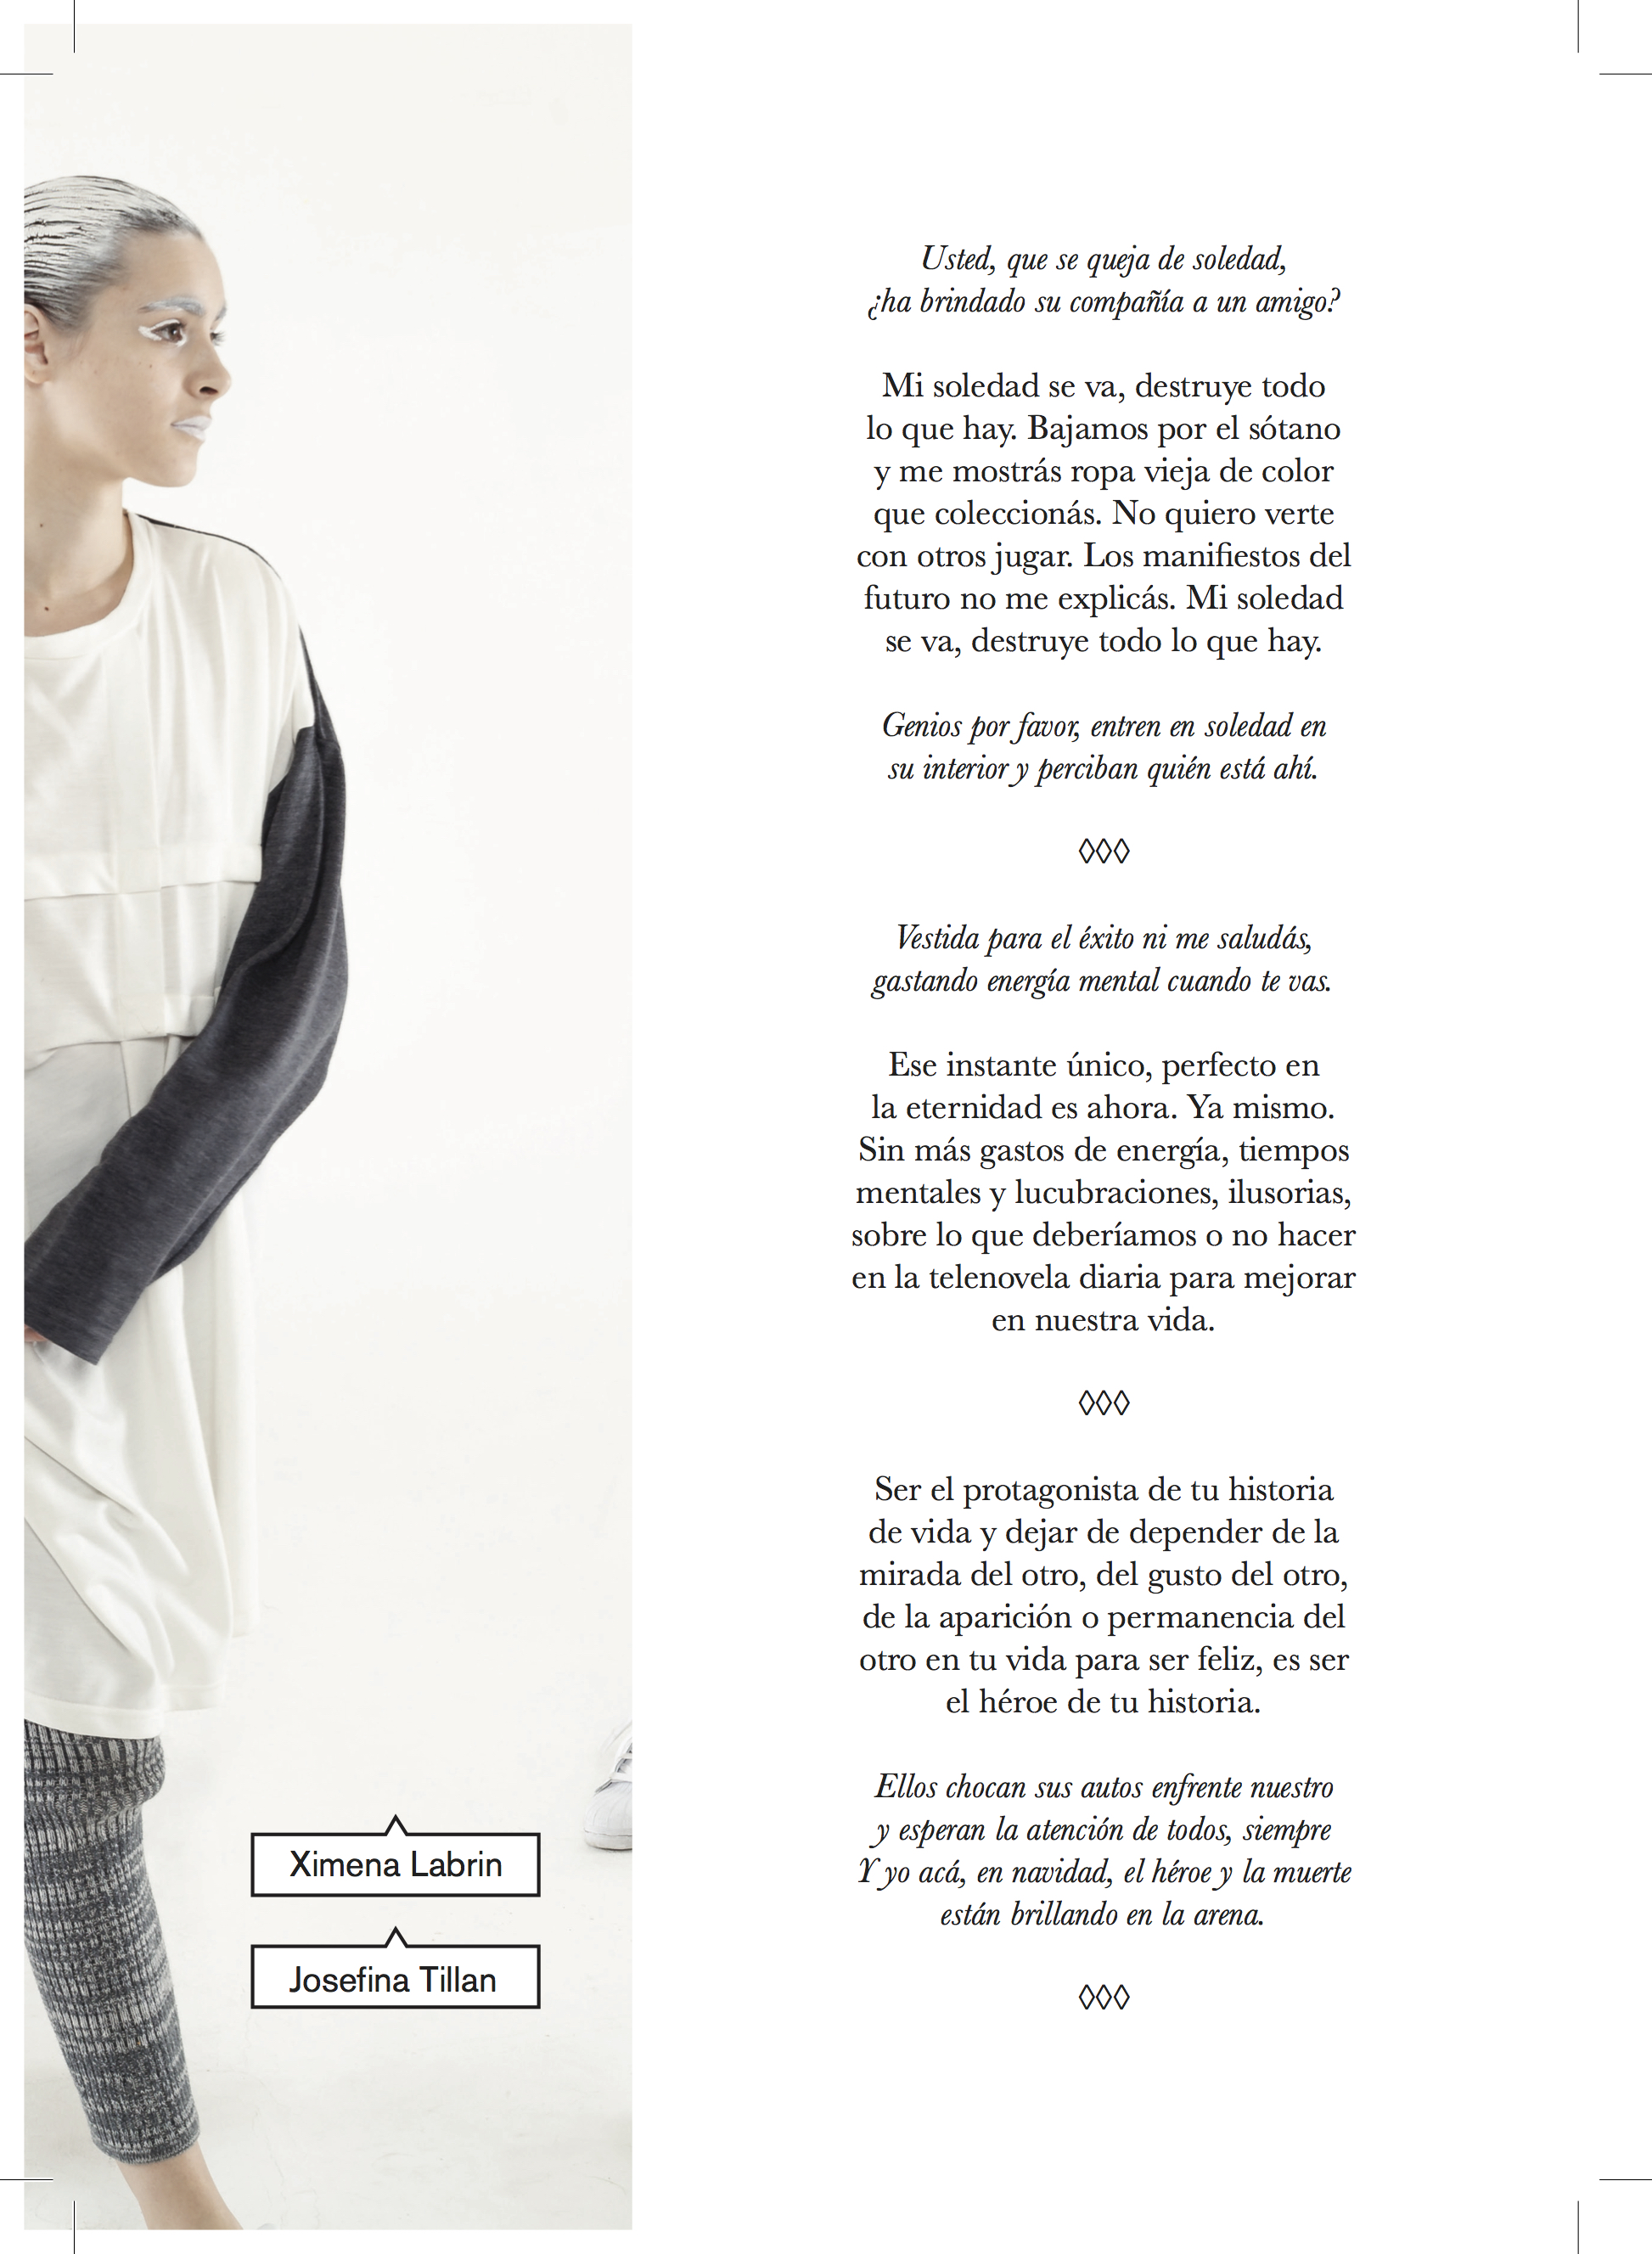 Usted, que se queja de soledad,
¿ha brindado su compañía a un amigo?
Mi soledad se va, destruye todo
lo que hay. Bajamos por el sótano
y me mostrás ropa vieja de color
que coleccionás. No quiero verte
con otros jugar. Los manifiestos del
futuro no me explicás. Mi soledad
se va, destruye todo lo que hay.
Genios por favor, entren en soledad en
su interior y perciban quién está ahí.
◊◊◊
Vestida para el éxito ni me saludás,
gastando energía mental cuando te vas.
Ese instante único, perfecto en
la eternidad es ahora. Ya mismo.
Sin más gastos de energía, tiempos
mentales y lucubraciones, ilusorias,
sobre lo que deberíamos o no hacer
en la telenovela diaria para mejorar
en nuestra vida.
◊◊◊
Ser el protagonista de tu historia
de vida y dejar de depender de la
mirada del otro, del gusto del otro,
de la aparición o permanencia del
otro en tu vida para ser feliz, es ser
el héroe de tu historia.
Ellos chocan sus autos enfrente nuestro
y esperan la atención de todos, siempre
Y yo acá, en navidad, el héroe y la muerte
están brillando en la arena.
◊◊◊
Ximena Labrin
Josefina Tillan